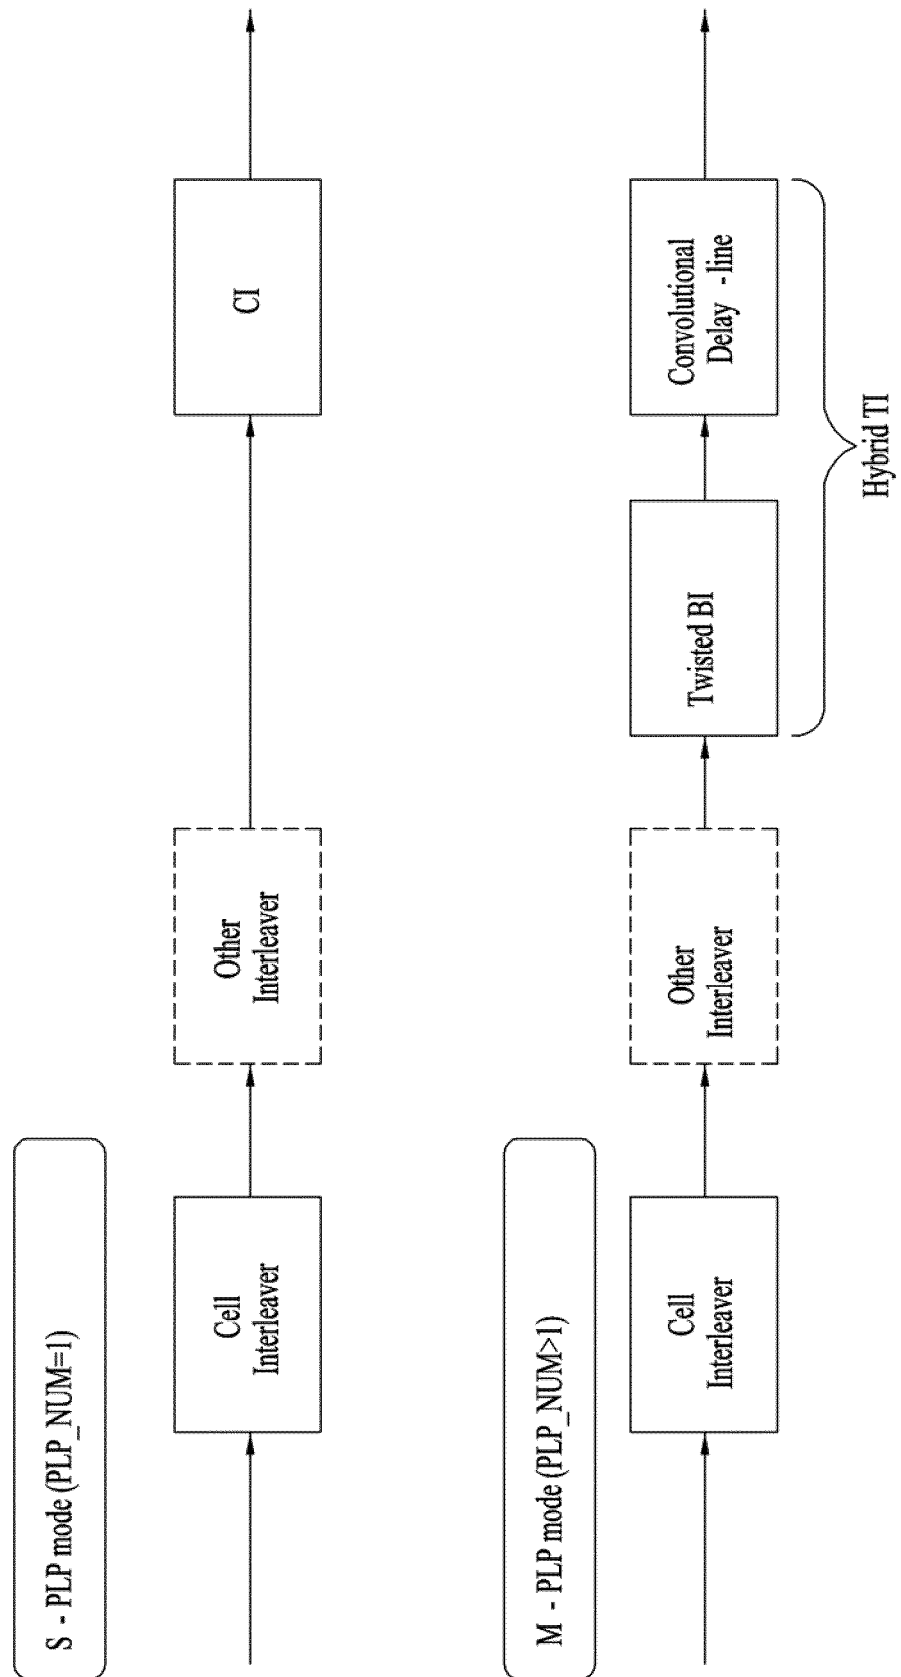 S - PLP mode (PLP_NUM=1)
Cell
Interleaver
Other
Interleaver
CI
M - PLP mode (PLP_NUM>1)
Cell
Interleaver
Other
Interleaver
Twisted BI
Convolutional
Delay -line
Hybrid TI